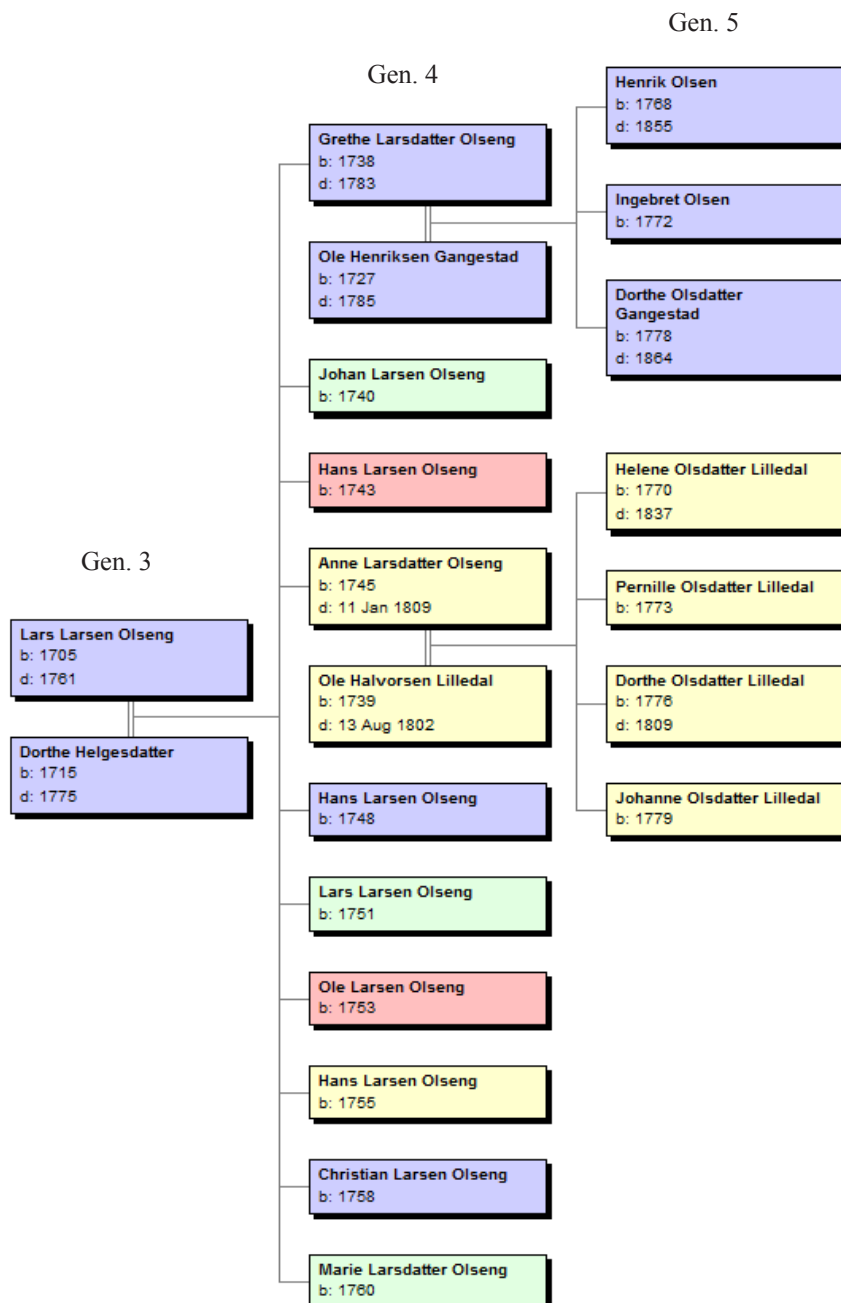 Gen. 5
Gen. 4
Henrik Olsen
b: 1768
d: 1855
Grethe Larsdatter Olseng
b: 1738
d: 1783
Ingebret Olsen
b: 1772
Ole Henriksen Gangestad
b: 1727
d: 1785
Dorthe Olsdatter
Gangestad
b: 1778
d: 1864
Johan Larsen Olseng
b: 1740
Hans Larsen Olseng
b: 1743
Helene Olsdatter Lilledal
b: 1770
d: 1837
Gen. 3
Anne Larsdatter Olseng
b: 1745
d: 11 Jan 1809
Pernille Olsdatter Lilledal
b: 1773
Lars Larsen Olseng
b: 1705
d: 1761
Ole Halvorsen Lilledal
b: 1739
d: 13 Aug 1802
Dorthe Olsdatter Lilledal
b: 1776
d: 1809
Dorthe Helgesdatter
b: 1715
d: 1775
Hans Larsen Olseng
b: 1748
Johanne Olsdatter Lilledal
b: 1779
Lars Larsen Olseng
b: 1751
Ole Larsen Olseng
b: 1753
Hans Larsen Olseng
b: 1755
Christian Larsen Olseng
b: 1758
Marie Larsdatter Olseng
b: 1760